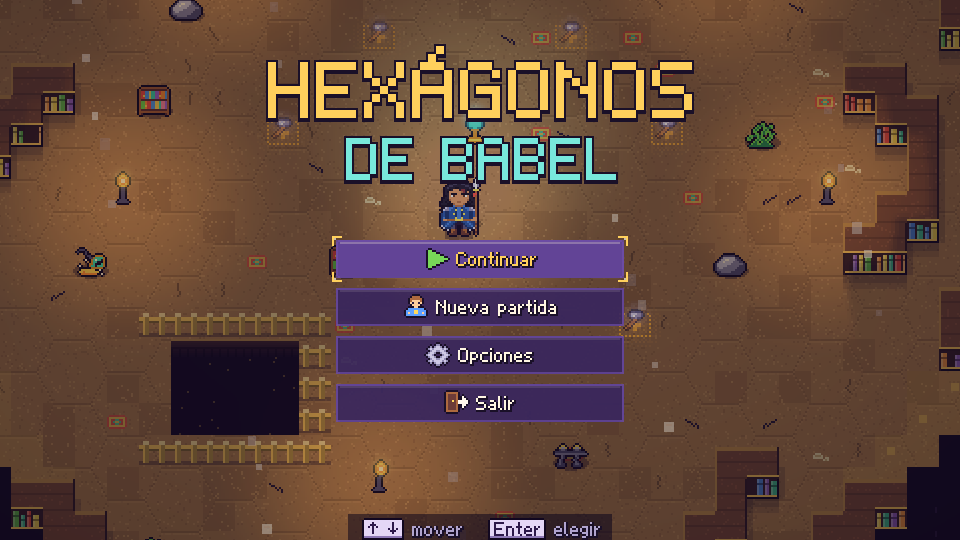 HEXÁGONOS
DE BABEL
Continuar
Nueva partida
Opciones
Salir
↑ ↓ mover Enter elegir